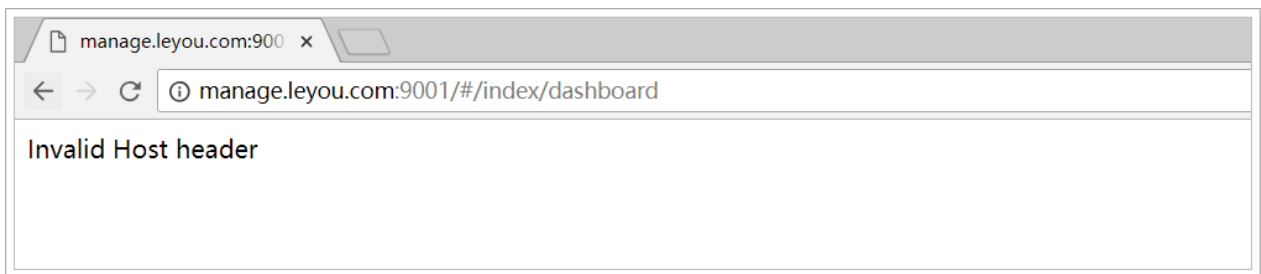 manage.leyou.com:900
manage.leyou.com:9001/#/index/dashboard
Invalid Host header